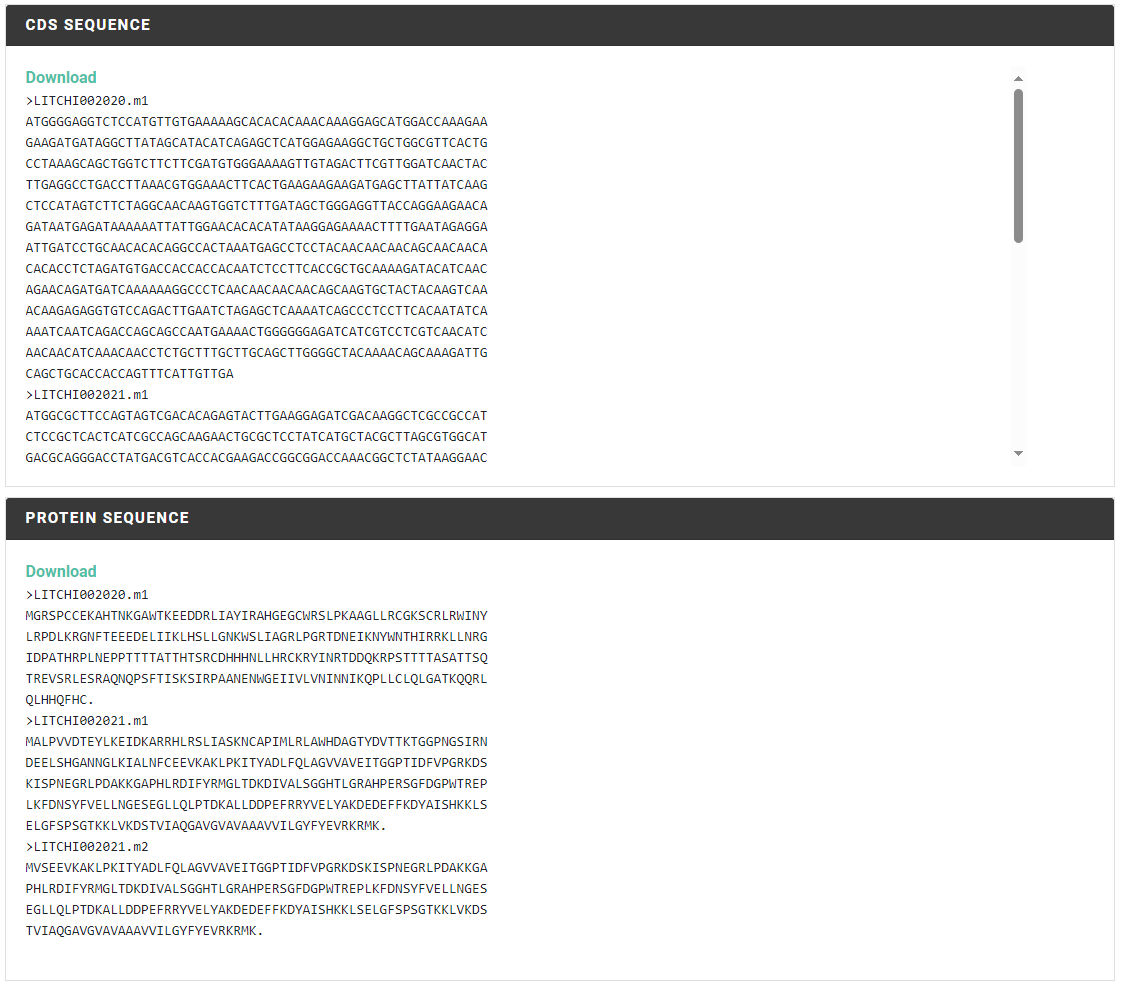 CDS SEQUENCE
Download
>LITCHI002020.m1
ATGGGGAGGTCTCCATGTTGTGAAAAAGCACACACAAACAAAGGAGCATGGACCAAAGAA
GAAGATGATAGGCTTATAGCATACATCAGAGCTCATGGAGAAGGCTGCTGGCGTTCACTG
CCTAAAGCAGCTGGTCTTCTTCGATGTGGGAAAAGTTGTAGACTTCGTTGGATCAACTAC
TTGAGGCCTGACCTTAAACGTGGAAACTTCACTGAAGAAGAAGATGAGCTTATTATCAAG
CTCCATAGTCTTCTAGGCAACAAGTGGTCTTTGATAGCTGGGAGGTTACCAGGAAGAACA
GATAATGAGATAAAAAATTATTGGAACACACACATATAAGGAGAAAACTTTTGAATAGAGGA
ATTGATCCTGCAACACACAGGCCACTAAATGAGCCTCCTACAACAACAACAGCAACAACA
CACACCTCTAGATGTGACCACCACCACAATCTCCTTCACCGCTGCAAAAGATACATCAAC
AGAACAGATGATCAAAAAAGGCCCTCAACAACAACAACAGCAAGTGCTACTACAAGTCAA
ACAAGAGAGGTGTCCAGACTTGAATCTAGAGCTCAAAATCAGCCCTCCTTCACAATATCA
AAATCAATCAGACCAGCAGCCAATGAAAACTGGGGGGAGATCATCGTCCTCGTCAACATC
AACAACATCAAACAACCTCTGCTTTGCTTGCAGCTTGGGGCTACAAAACAGCAAAGATTG
CAGCTGCACCACCAGTTTCATTGTTGA
>LITCHI002021.m1
ATGGCGCTTCCAGTAGTCGACACAGAGTACTTGAAGGAGATCGACAAGGCTCGCCGCCAT
CTCCGCTCACTCATCGCCAGCAAGAACTGCGCTCCTATCATGCTACGCTTAGCGTGGCAT
GACGCAGGGACCTATGACGTCACCACGAAGACCGGCGGACCAAACGGCTCTATAAGGAAC
PROTEIN SEQUENCE
Download
>LITCHI002020.m1
MGRSPCCEKAHTNKGAWTKEEDDRLIAYIRAHGEGCWRSLPKAAGLLRCGKSCRLRWINY
LRPDLKRGNFTEEEDELIIKLHSLLGNKWSLIAGRLPGRTDNEIKNYWNTHIRRKLLNRG
IDPATHRPLNEPPTTTTATTHTSRCDHHHNLLHRCKRYINRTDDQKRPSTTTTASATTSQ
TREVSRLESRAQNQPSFTISKSIRPAANENWGEIIVLVNINNIKQPLLCLQLGATKQQRL
QLHHQFHC.
>LITCHI002021.m1
MALPVVDTEYLKEIDKARRHLRSLIASKNCAPIMLRLAWHDAGTYDVTTKTGGPNGSIRN
DEELSHGANNGLKIALNFCEEVKAKLPKITYADLFQLAGVVAVEITGGPTIDFVPGRKDS
KISPNEGRLPDAKKGAPHLRDIFYRMGLTDKDIVALSGGHTLGRAHPERSGFDGPWTREP
LKFDNSYFVELLNGESEGLLQLPTDKALLDDPEFRRYVELYAKDEDEFFKDYAISHKKLS
ELGFSPSGTKKLVKDSTVIAQGAVGVAVAAAVVILGYFYEVRKRMK.
>LITCHI002021.m2
MVSEEVKAKLPKITYADLFQLAGVVAVEITGGPTIDFVPGRKDSKISPNEGRLPDAKKGA
PHLRDIFYRMGLTDKDIVALSGGHTLGRAHPERSGFDGPWTREPLKFDNSYFVELLNGES
EGLLQLPTDKALLDDPEFRRYVELYAKDEDEFFKDYAISHKKLSELGFSPSGTKKLVKDS
TVIAQGAVGVAVAAAVVILGYFYEVRKRMK.